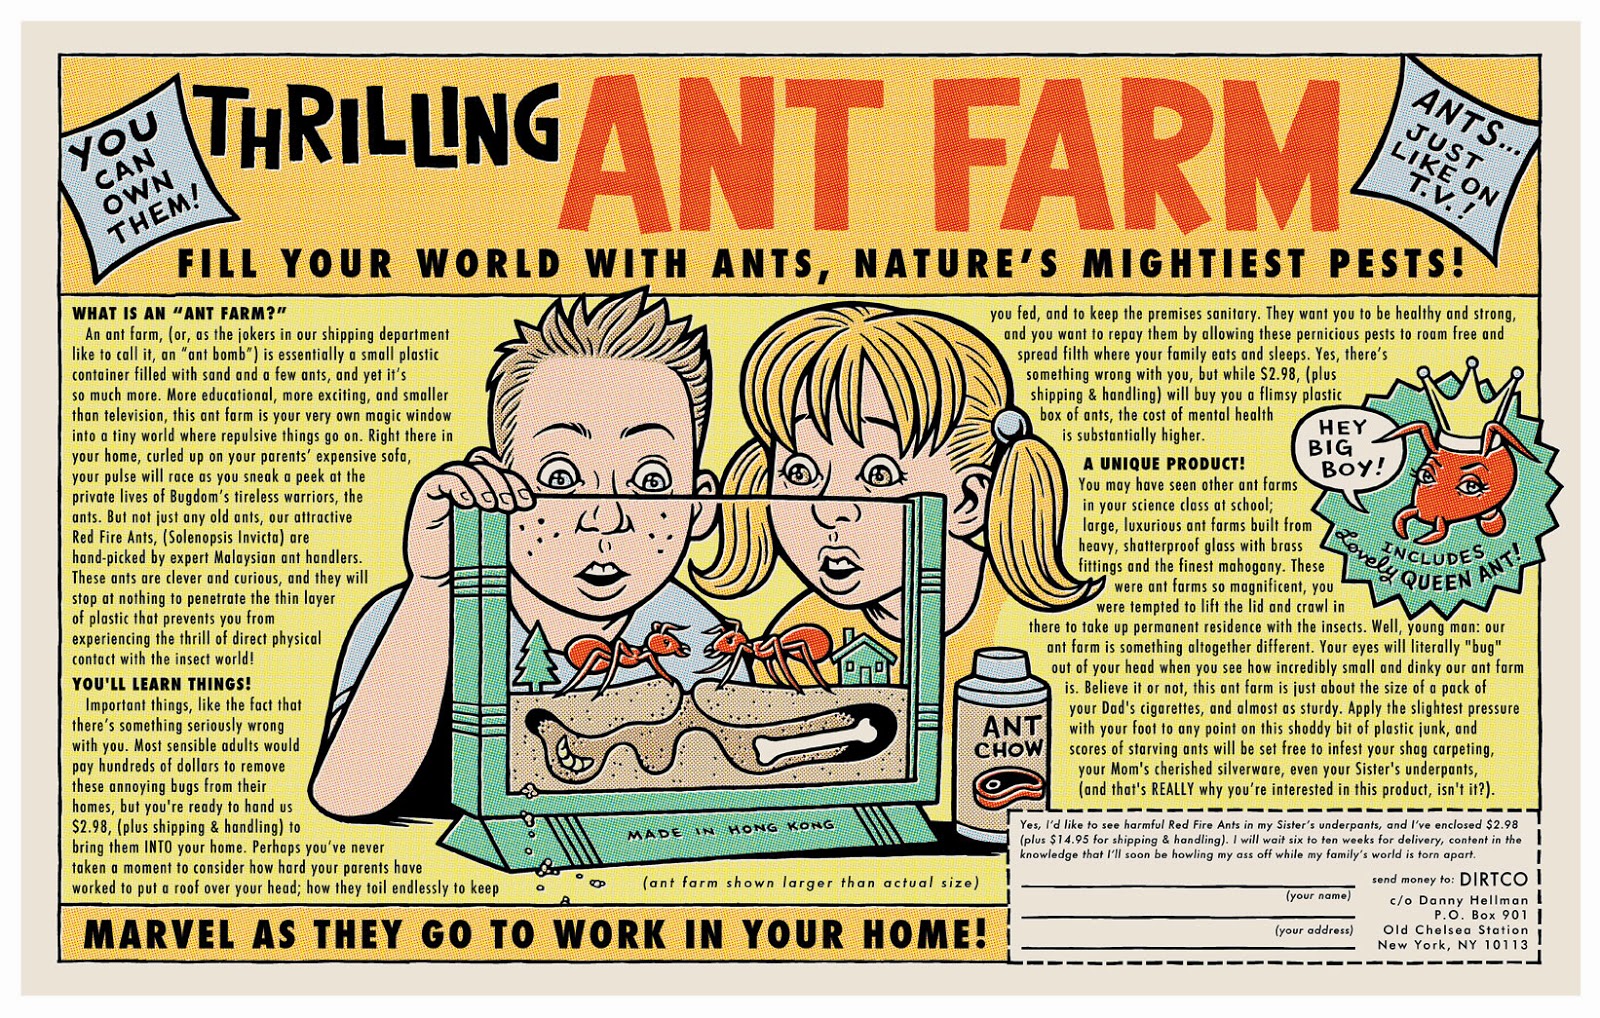 YOU
CAN
OWN
THEM!
THRILLING ANT FARM
ANTS...
JUST
LIKE ON
T.V.!
FILL YOUR WORLD WITH ANTS, NATURE'S MIGHTIEST PESTS!
WHAT IS AN “ANT FARM?”
An ant farm, (or, as the jokers in our shipping department
like to call it, an “ant bomb”) is essentially a small plastic
container filled with sand and a few ants, and yet it's
so much more. More educational, more exciting, and smaller
than television, this ant farm is your very own magic window
into a tiny world where repulsive things go on. Right there in
your home, curled up on your parents' expensive sofa,
your pulse will race as you sneak a peek at the
private lives of Bugdom's tireless warriors, the
ants. But not just any old ants, our attractive
Red Fire Ants, (Solenopsis Invicta) are
hand-picked by expert Malaysian ant handlers.
These ants are clever and curious, and they will
stop at nothing to penetrate the thin layer
of plastic that prevents you from
experiencing the thrill of direct physical
contact with the insect world!
YOU'LL LEARN THINGS!
Important things, like the fact that
there's something seriously wrong
with you. Most sensible adults would
pay hundreds of dollars to remove
these annoying bugs from their
homes, but you're ready to hand us
$2.98, (plus shipping & handling) to
bring them INTO your home. Perhaps you've never
taken a moment to consider how hard your parents have
worked to put a roof over your head; how they toil endlessly to keep
you fed, and to keep the premises sanitary. They want you to be healthy and strong,
and you want to repay them by allowing these pernicious pests to roam free and
spread filth where your family eats and sleeps. Yes, there's
something wrong with you, but while $2.98, (plus
shipping & handling) will buy you a flimsy plastic
box of ants, the cost of mental health
is substantially higher.
A UNIQUE PRODUCT!
You may have seen other ant farms
in your science class at school;
large, luxurious ant farms built from
heavy, shatterproof glass with brass
fittings and the finest mahogany. These
were ant farms so magnificent, you
were tempted to lift the lid and crawl in
there to take up permanent residence with the insects. Well, young man: our
ant farm is something altogether different. Your eyes will literally "bug"
out of your head when you see how incredibly small and dinky our ant farm
is. Believe it or not, this ant farm is just about the size of a pack of
your Dad's cigarettes, and almost as sturdy. Apply the slightest pressure
with your foot to any point on this shoddy bit of plastic junk, and
scores of starving ants will be set free to infest your shag carpeting,
your Mom's cherished silverware, even your Sister's underpants,
(and that's REALLY why you're interested in this product, isn't it?).
HEY
BIG
BOY!
INCLUDES
Lovely QUEEN ANT!
ANT
CHOW
MADE IN HONG KONG
(ant farm shown larger than actual size)
MARVEL AS THEY GO TO WORK IN YOUR HOME!
Yes, I'd like to see harmful Red Fire Ants in my Sister's underpants, and I've enclosed $2.98
(plus $14.95 for shipping & handling). I will wait six to ten weeks for delivery, content in the
knowledge that I'll soon be howling my ass off while my family's world is torn apart.
(your name)
(your address)
send money to: DIRTCO
c/o Danny Hellman
P.O. Box 901
Old Chelsea Station
New York, NY 10113